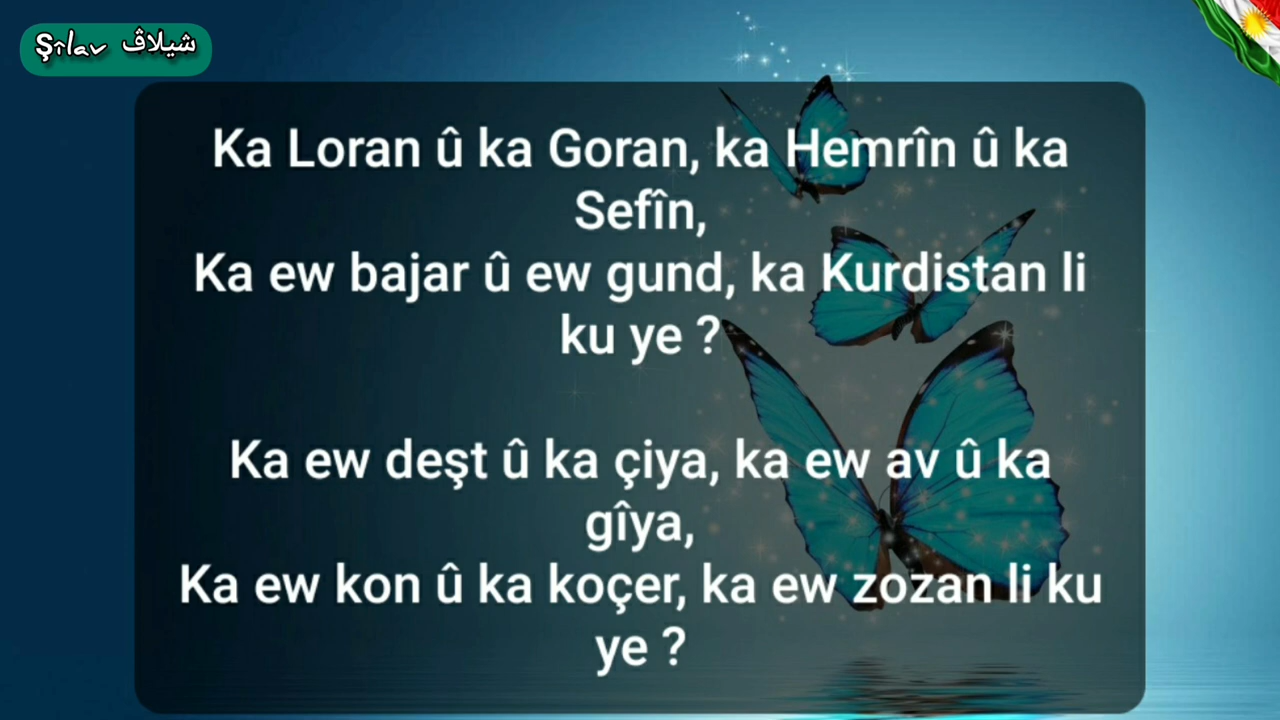 Şîlav شیلاڤ
Ka Loran û ka Goran, ka Hemrîn û ka
Sefîn,
Ka ew bajar û ew gund, ka Kurdistan li
ku ye ?
Ka ew deşt û ka çiya, ka ew av û ka
gîya,
Ka ew kon û ka koçer, ka ew zozan li ku
ye ?